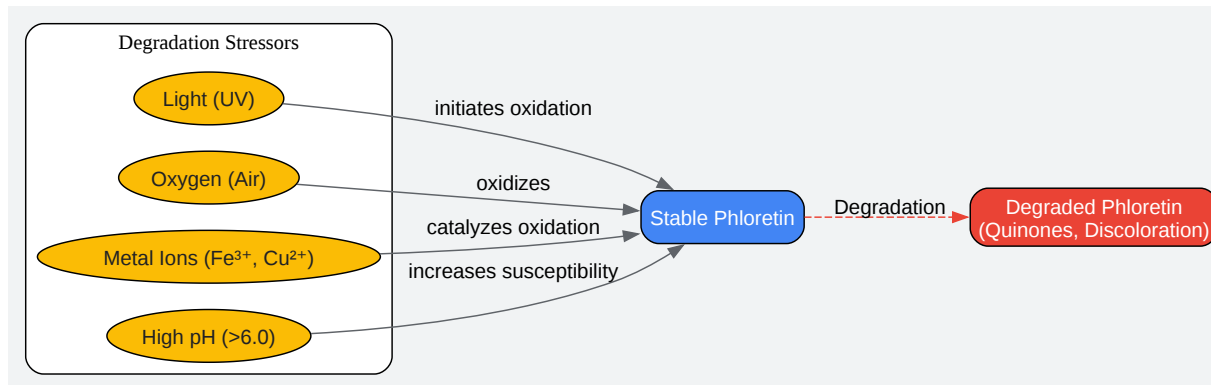 Degradation Stressors
Light (UV)
initiates oxidation
Oxygen (Air)
oxidizes
Metal Ions (Fe³⁺, Cu²⁺)
catalyzes oxidation
increases susceptibility
High pH (>6.0)
Stable Phloretin
Degradation
Degraded Phloretin
(Quinones, Discoloration)